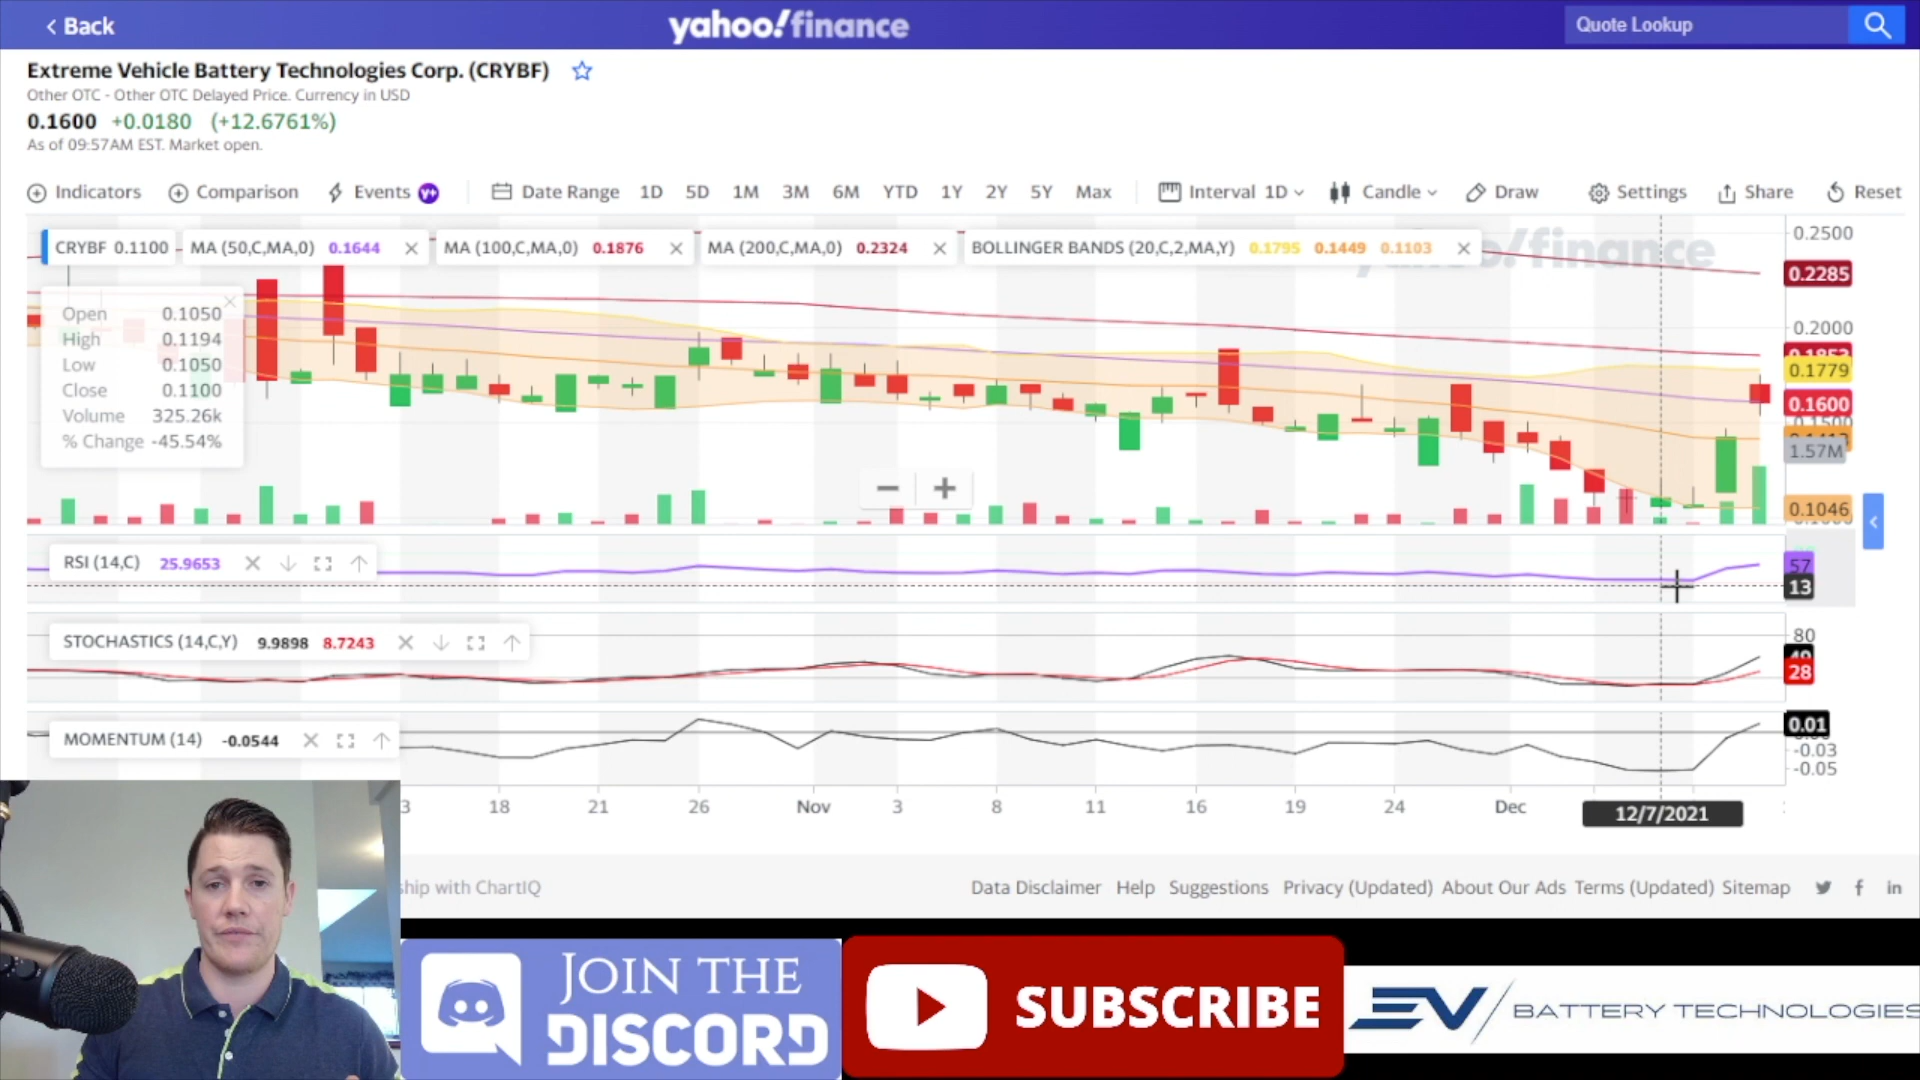 Back
yahoo!finance
Quote Lookup
Extreme Vehicle Battery Technologies Corp. (CRYBF)
Other OTC - Other OTC Delayed Price. Currency in USD
0.1600 +0.0180 (+12.6761%)
As of 09:57AM EST. Market open.
Indicators Comparison Events Y+ Date Range 1D 5D 1M 3M 6M YTD 1Y 2Y 5Y Max Interval 1D Candle Draw Settings Share Reset
CRYBF 0.1100 MA (50,C,MA,0) 0.1644 MA (100,C,MA,0) 0.1876 MA (200,C,MA,0) 0.2324 BOLLINGER BANDS (20,C,2,MA,Y) 0.1795 0.1449 0.1103
yahoo!finance
0.2500
0.2285
0.2000
0.1779
0.1600
1.57M
0.1046
Open 0.1050
High 0.1194
Low 0.1050
Close 0.1100
Volume 325.26k
% Change -45.54%
RSI (14,C) 25.9653
57
13
STOCHASTICS (14,C,Y) 9.9898 8.7243
80
28
MOMENTUM (14) -0.0544
0.01
-0.03
-0.05
3 18 21 26 Nov 3 8 11 16 19 24 Dec 12/7/2021
ship with ChartIQ
Data Disclaimer Help Suggestions Privacy (Updated) About Our Ads Terms (Updated) Sitemap
JOIN THE
DISCORD
SUBSCRIBE
EV BATTERY TECHNOLOGIES